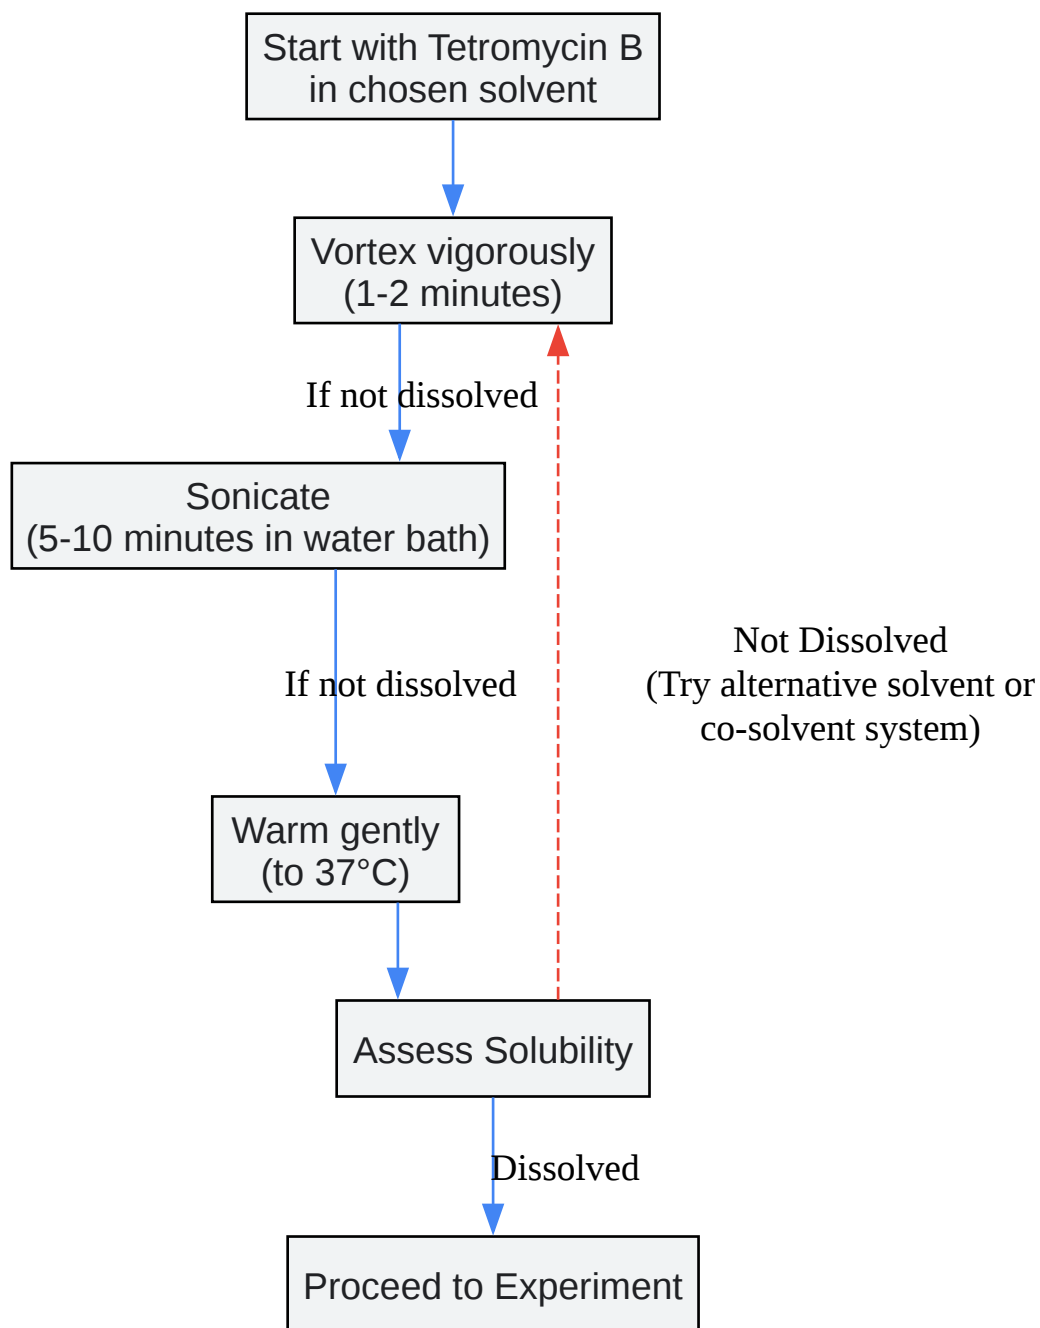 Start with Tetromycin B
in chosen solvent
Vortex vigorously
(1-2 minutes)
If not dissolved
Sonicate
(5-10 minutes in water bath)
If not dissolved
Not Dissolved
(Try alternative solvent or
co-solvent system)
Warm gently
(to 37°C)
Assess Solubility
Dissolved
Proceed to Experiment